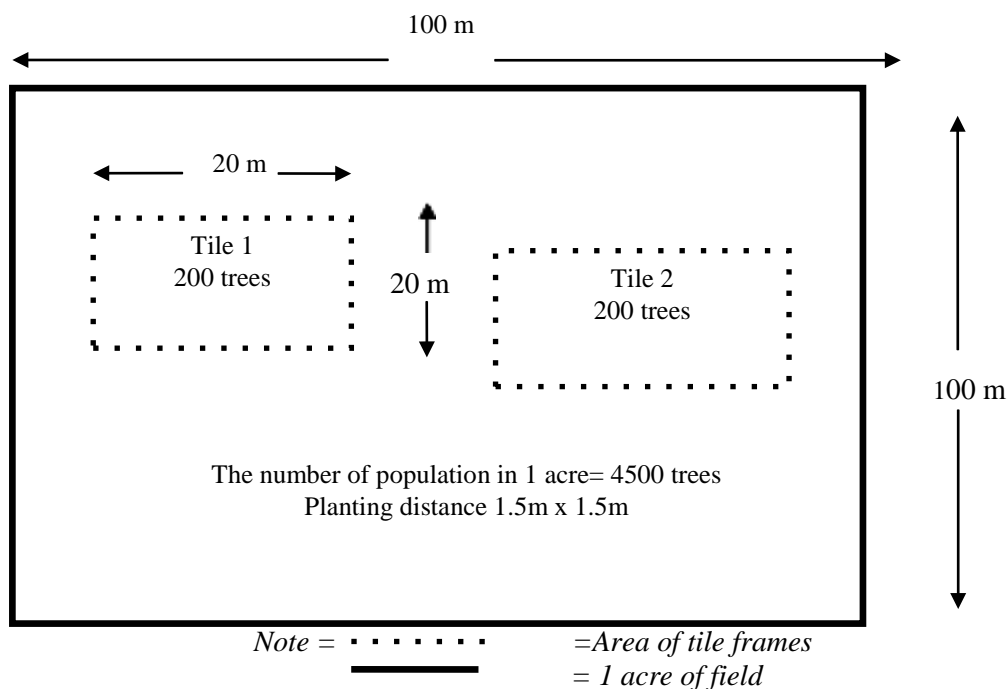 100 m
20 m
Tile 1
200 trees
20 m
Tile 2
200 trees
100 m
The number of population in 1 acre= 4500 trees
Planting distance 1.5m x 1.5m
Note = =Area of tile frames
= 1 acre of field